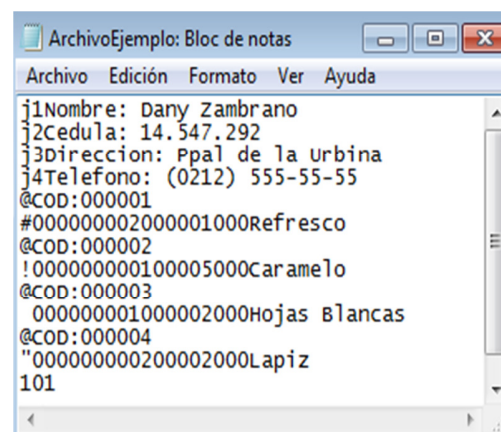 ArchivoEjemplo: Bloc de notas
Archivo Edición Formato Ver Ayuda
j1Nombre: Dany Zambrano
j2Cedula: 14.547.292
j3Direccion: Ppal de la Urbina
j4Telefono: (0212) 555-55-55
@COD:000001
#000000002000001000Refresco
@COD:000002
!000000000100005000Caramelo
@COD:000003
 000000001000002000Hojas Blancas
@COD:000004
"000000000200002000Lapiz
101